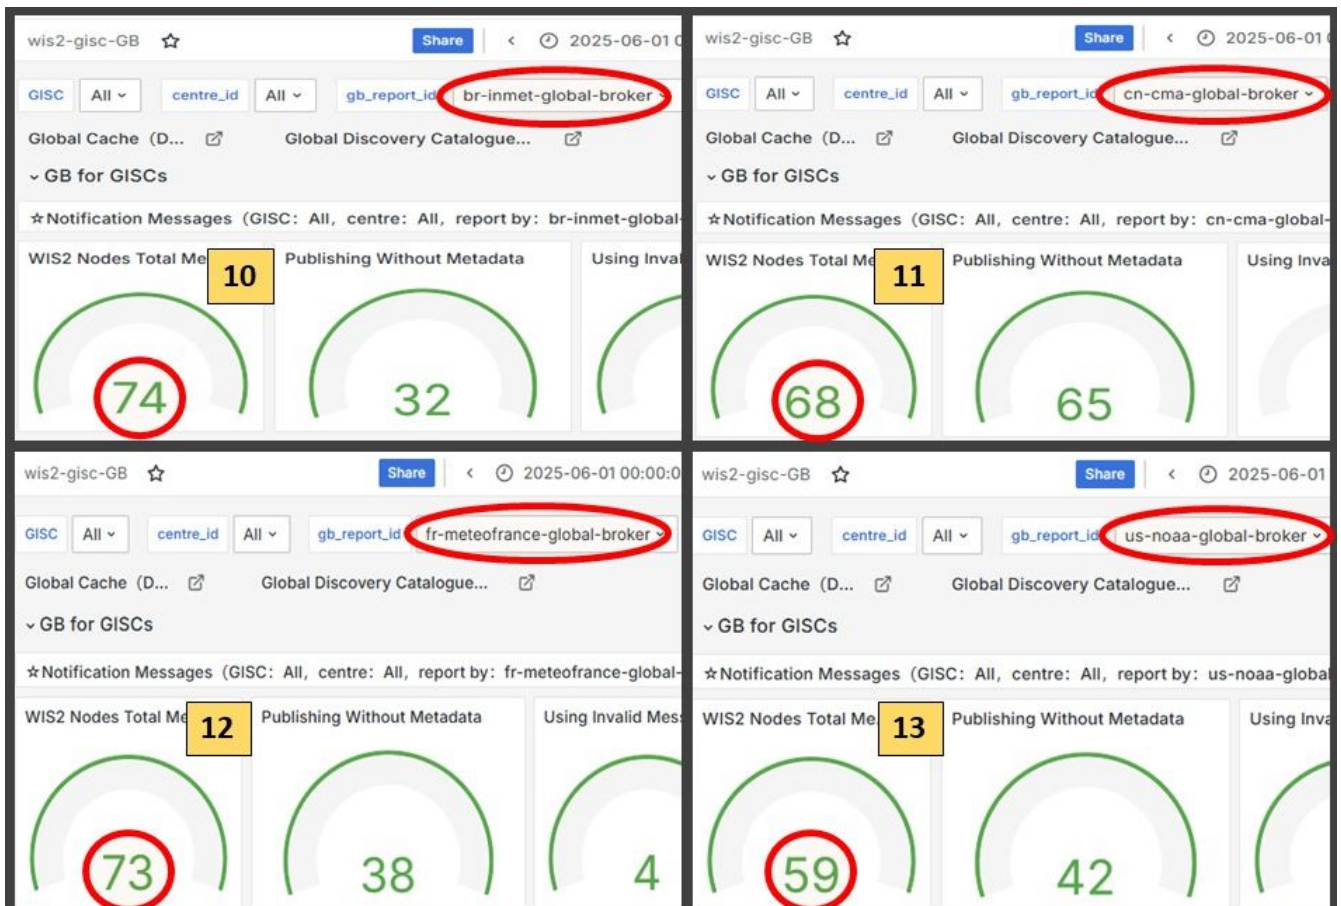 wis2-gisc-GB
Share
2025-06-01 0
GISC All centre_id All gb_report_id br-inmet-global-broker
Global Cache (D... Global Discovery Catalogue...
GB for GISCs
☆Notification Messages (GISC: All, centre: All, report by: br-inmet-global-
WIS2 Nodes Total Me
10
Publishing Without Metadata
Using Inva
74
32
wis2-gisc-GB
Share
2025-06-01
GISC All centre_id All gb_report_id cn-cma-global-broker
Global Cache (D... Global Discovery Catalogue...
GB for GISCs
☆Notification Messages (GISC: All, centre: All, report by: cn-cma-global-
WIS2 Nodes Total Me
11
Publishing Without Metadata
Using Inva
68
65
wis2-gisc-GB
Share
2025-06-01 00:00:0
GISC All centre_id All gb_report_id fr-meteofrance-global-broker
Global Cache (D... Global Discovery Catalogue...
GB for GISCs
☆Notification Messages (GISC: All, centre: All, report by: fr-meteofrance-global-
WIS2 Nodes Total Me
12
Publishing Without Metadata
Using Invalid Mes
73
38
4
wis2-gisc-GB
Share
2025-06-01
GISC All centre_id All gb_report_id us-noaa-global-broker
Global Cache (D... Global Discovery Catalogue...
GB for GISCs
☆Notification Messages (GISC: All, centre: All, report by: us-noaa-global
WIS2 Nodes Total Me...
13
Publishing Without Metadata
Using Inva
59
42